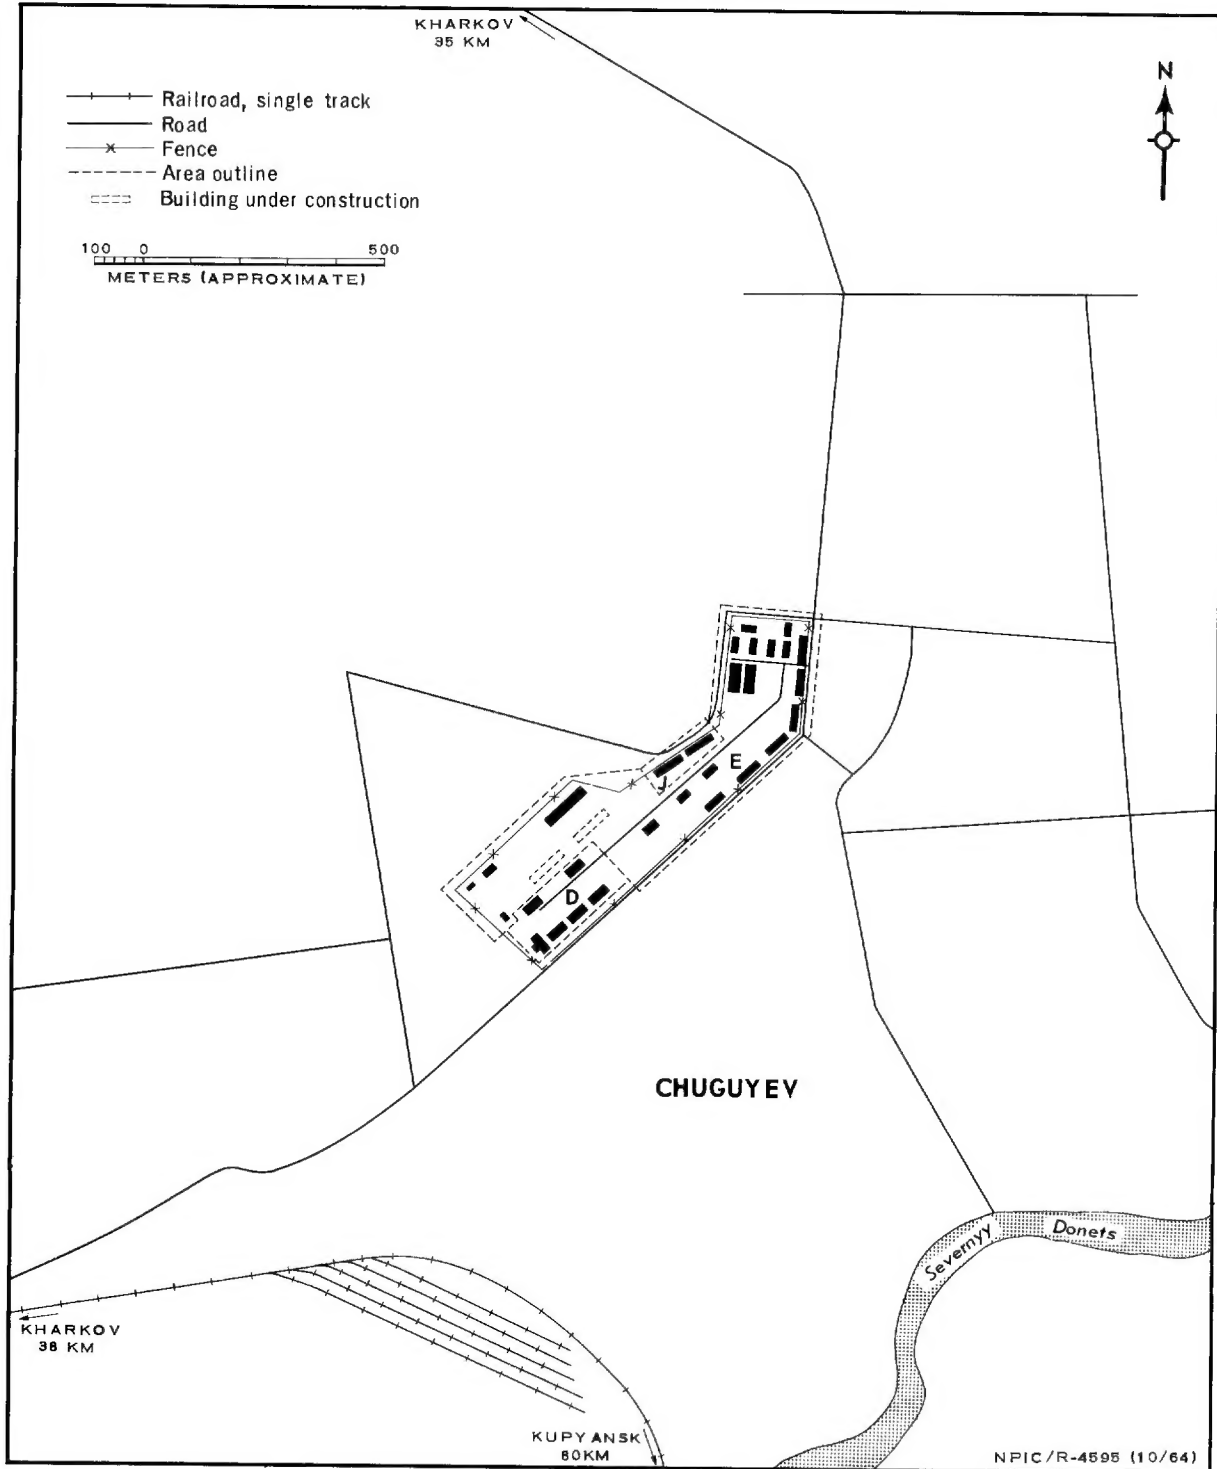 KHARKOV
35 KM
N
Railroad, single track
Road
Fence
Area outline
Building under construction
100 0 500
METERS (APPROXIMATE)
E
J
D
CHUGUYEV
Severnyy Donets
KHARKOV
38 KM
KUPYANSK
80KM
NPIC/R-4595 (10/64)